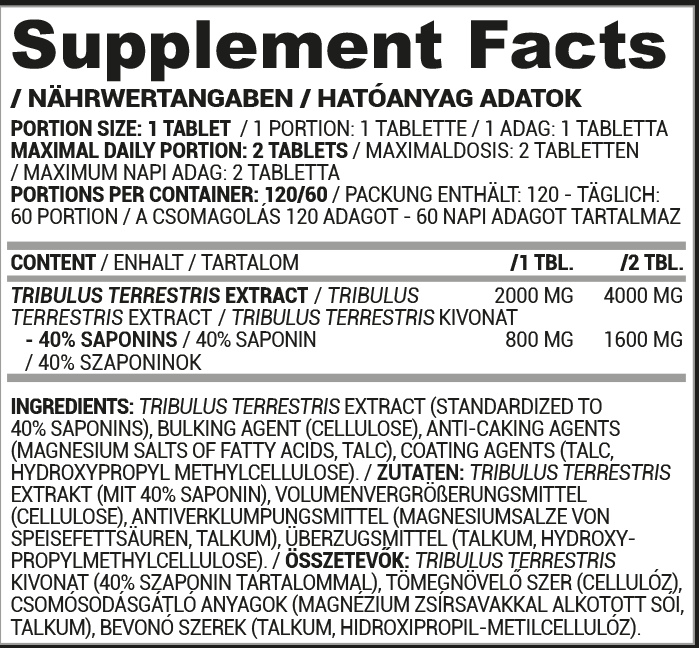 Supplement Facts
/ NÄHRWERTANGABEN / HATÓANYAG ADATOK
PORTION SIZE: 1 TABLET / 1 PORTION: 1 TABLETTE / 1 ADAG: 1 TABLETTA
MAXIMAL DAILY PORTION: 2 TABLETS / MAXIMALDOSIS: 2 TABLETTEN
/ MAXIMUM NAPI ADAG: 2 TABLETTA
PORTIONS PER CONTAINER: 120/60 / PACKUNG ENTHÄLT: 120 - TÄGLICH:
60 PORTION / A CSOMAGOLÁS 120 ADAGOT - 60 NAPI ADAGOT TARTALMAZ
CONTENT / ENHALT / TARTALOM /1 TBL. /2 TBL.
TRIBULUS TERRESTRIS EXTRACT / TRIBULUS 2000 MG 4000 MG
TERRESTRIS EXTRACT / TRIBULUS TERRESTRIS KIVONAT
- 40% SAPONINS / 40% SAPONIN 800 MG 1600 MG
/ 40% SZAPONINOK
INGREDIENTS: TRIBULUS TERRESTRIS EXTRACT (STANDARDIZED TO
40% SAPONINS), BULKING AGENT (CELLULOSE), ANTI-CAKING AGENTS
(MAGNESIUM SALTS OF FATTY ACIDS, TALC), COATING AGENTS (TALC,
HYDROXYPROPYL METHYLCELLULOSE). / ZUTATEN: TRIBULUS TERRESTRIS
EXTRAKT (MIT 40% SAPONIN), VOLUMENVERGRÖßERUNGSMITTEL
(CELLULOSE), ANTIVERKLUMPUNGSMITTEL (MAGNESIUMSALZE VON
SPEISEFETTSÄUREN, TALKUM), ÜBERZUGSMITTEL (TALKUM, HYDROXY-
PROPYLMETHYLCELLULOSE). / ÖSSZETEVŐK: TRIBULUS TERRESTRIS
KIVONAT (40% SZAPONIN TARTALOMMAL), TÖMEGNÖVELŐ SZER (CELLULÓZ),
CSOMÓSODÁSGÁTLÓ ANYAGOK (MAGNÉZIUM ZSÍRSAVAKKAL ALKOTOTT SÓI,
TALKUM), BEVONÓ SZEREK (TALKUM, HIDROXIPROPIL-METILCELLULÓZ).